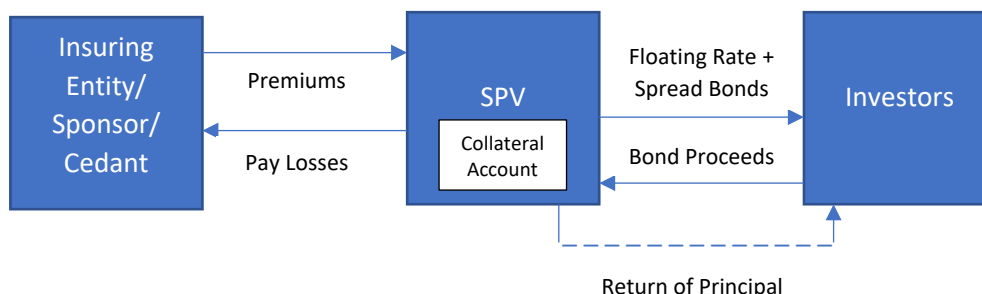 Insuring
Entity/
Sponsor/
Cedant
Premiums
Pay Losses
SPV
Collateral
Account
Floating Rate +
Spread Bonds
Bond Proceeds
Investors
Return of Principal